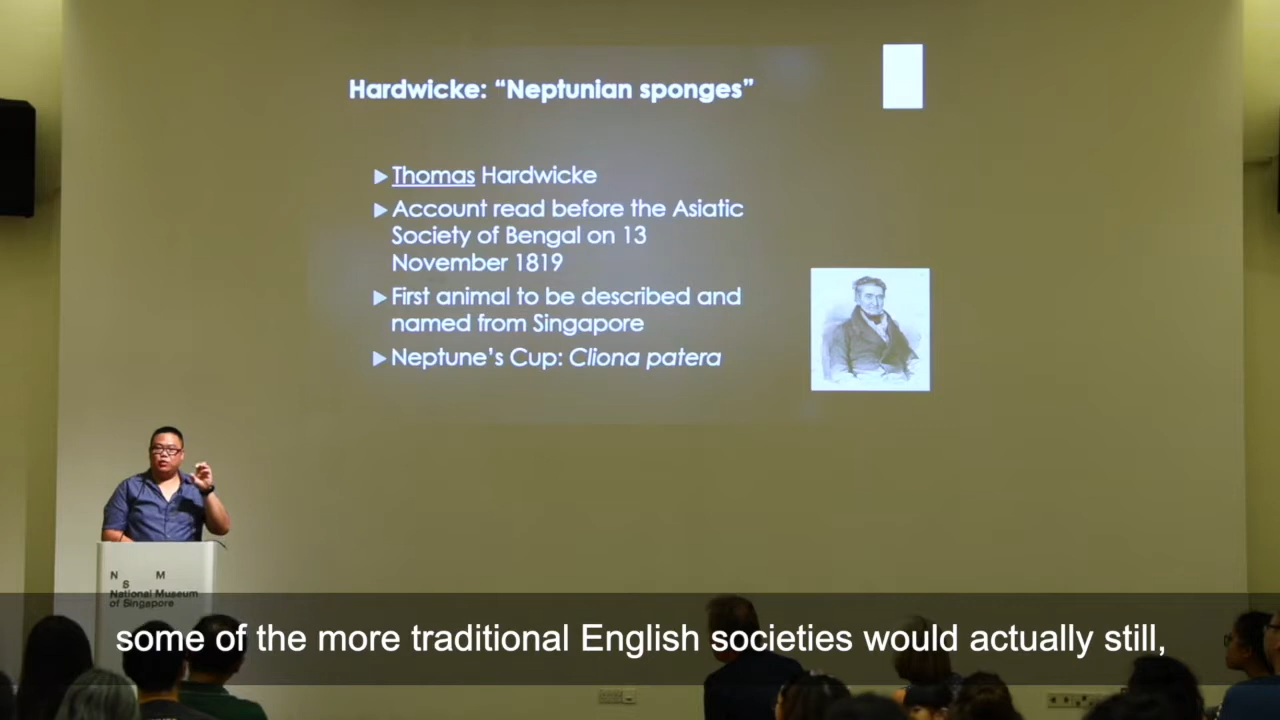 Hardwicke: “Neptunian sponges”
Thomas Hardwicke
Account read before the Asiatic
Society of Bengal on 13
November 1819
First animal to be described and
named from Singapore
Neptune’s Cup: Cliona patera
N M
S
National Museum
of Singapore
some of the more traditional English societies would actually still,